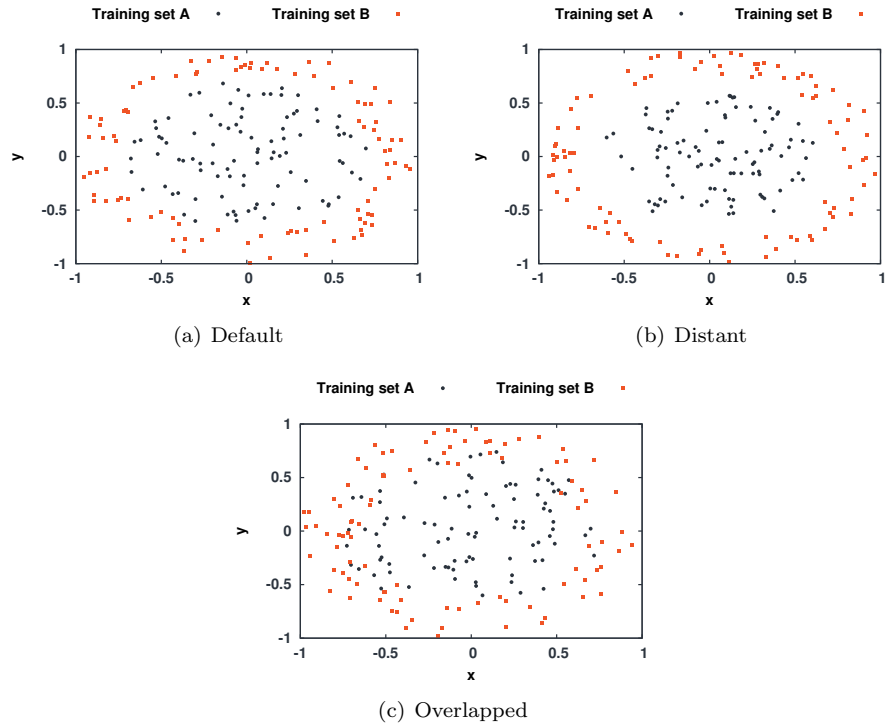 Training set A Training set B
1
0.5
0
-0.5
-1
y
-1 -0.5 0 0.5 1
x
(a) Default
Training set A Training set B
1
0.5
0
-0.5
-1
y
-1 -0.5 0 0.5 1
x
(b) Distant
Training set A Training set B
1
0.5
0
-0.5
-1
y
-1 -0.5 0 0.5 1
x
(c) Overlapped